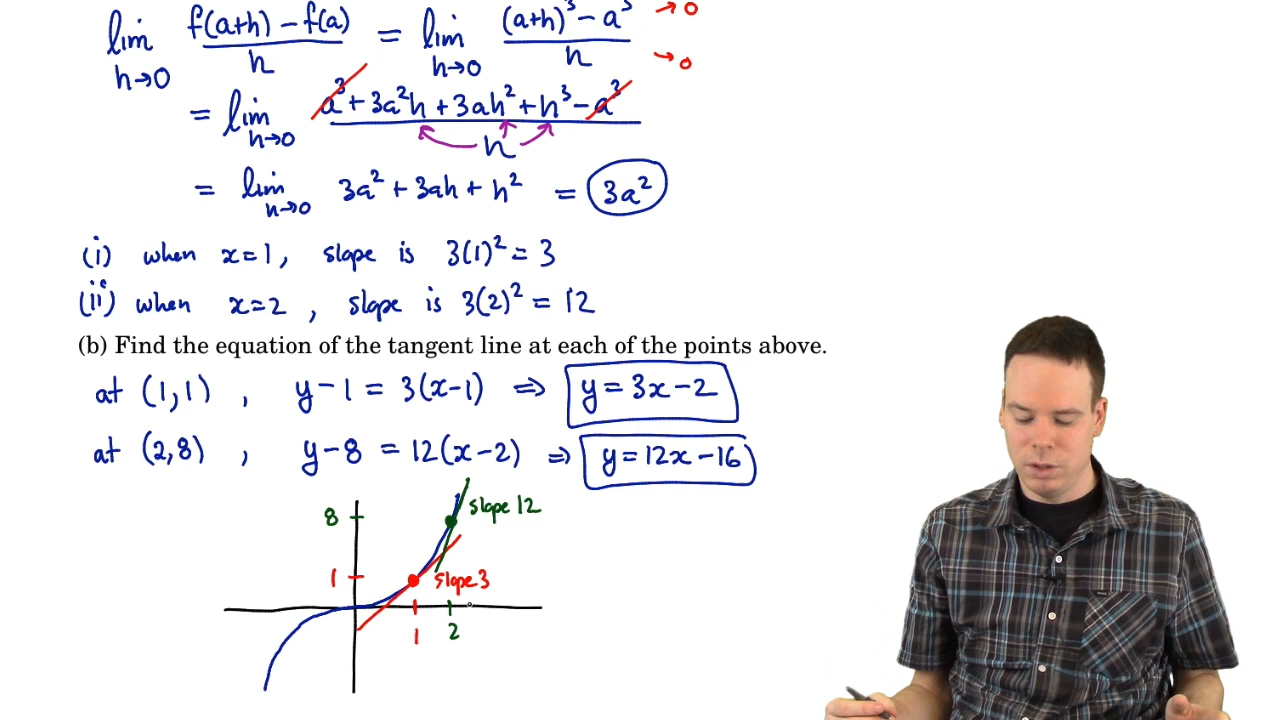 lim h→0 f(a+h) − f(a) / h = lim h→0 (a+h)³ − a³ / h → 0 → 0
= lim h→0 a³ + 3a²h + 3ah² + h³ − a³ / h
= lim h→0 3a² + 3ah + h² = 3a²
(i) when x=1, slope is 3(1)² = 3
(ii) when x=2, slope is 3(2)² = 12
(b) Find the equation of the tangent line at each of the points above.
at (1,1), y−1 = 3(x−1) ⇒ y = 3x−2
at (2,8), y−8 = 12(x−2) ⇒ y = 12x−16
8 slope 12
1 slope 3
1 2